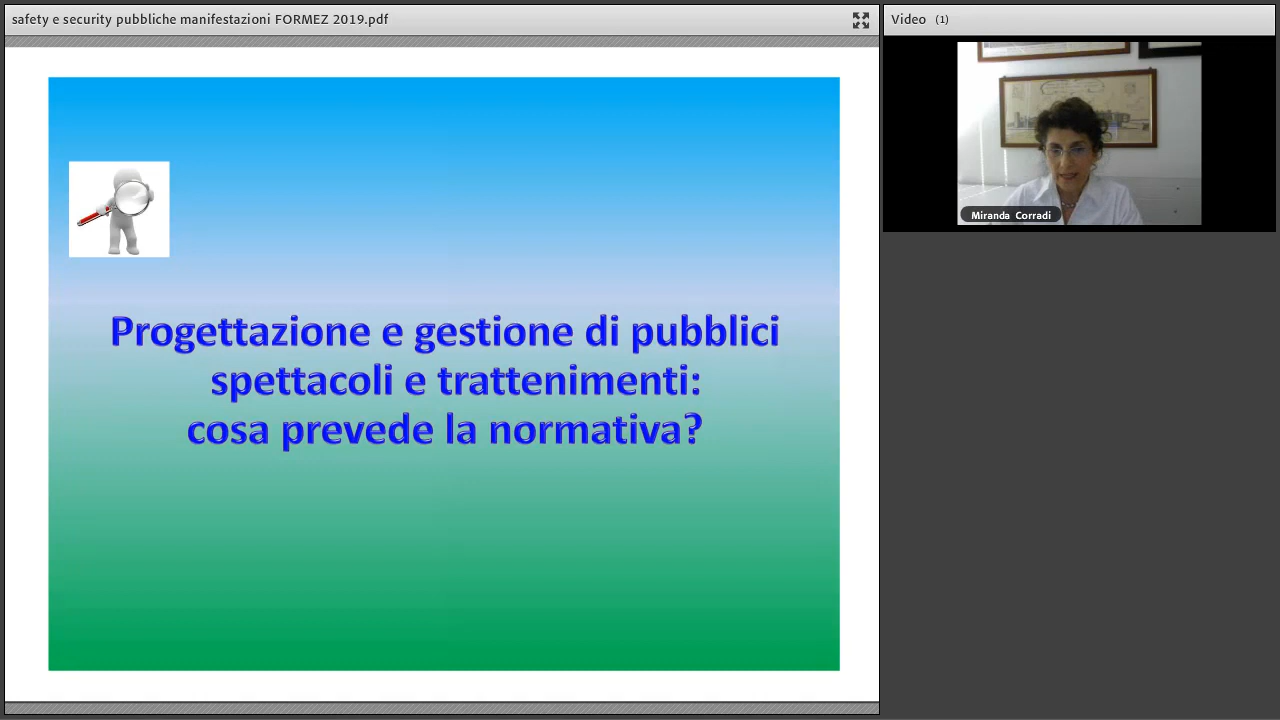 safety e security pubbliche manifestazioni FORMEZ 2019.pdf
Video (1)
Miranda Corradi
Progettazione e gestione di pubblici
spettacoli e trattenimenti:
cosa prevede la normativa?